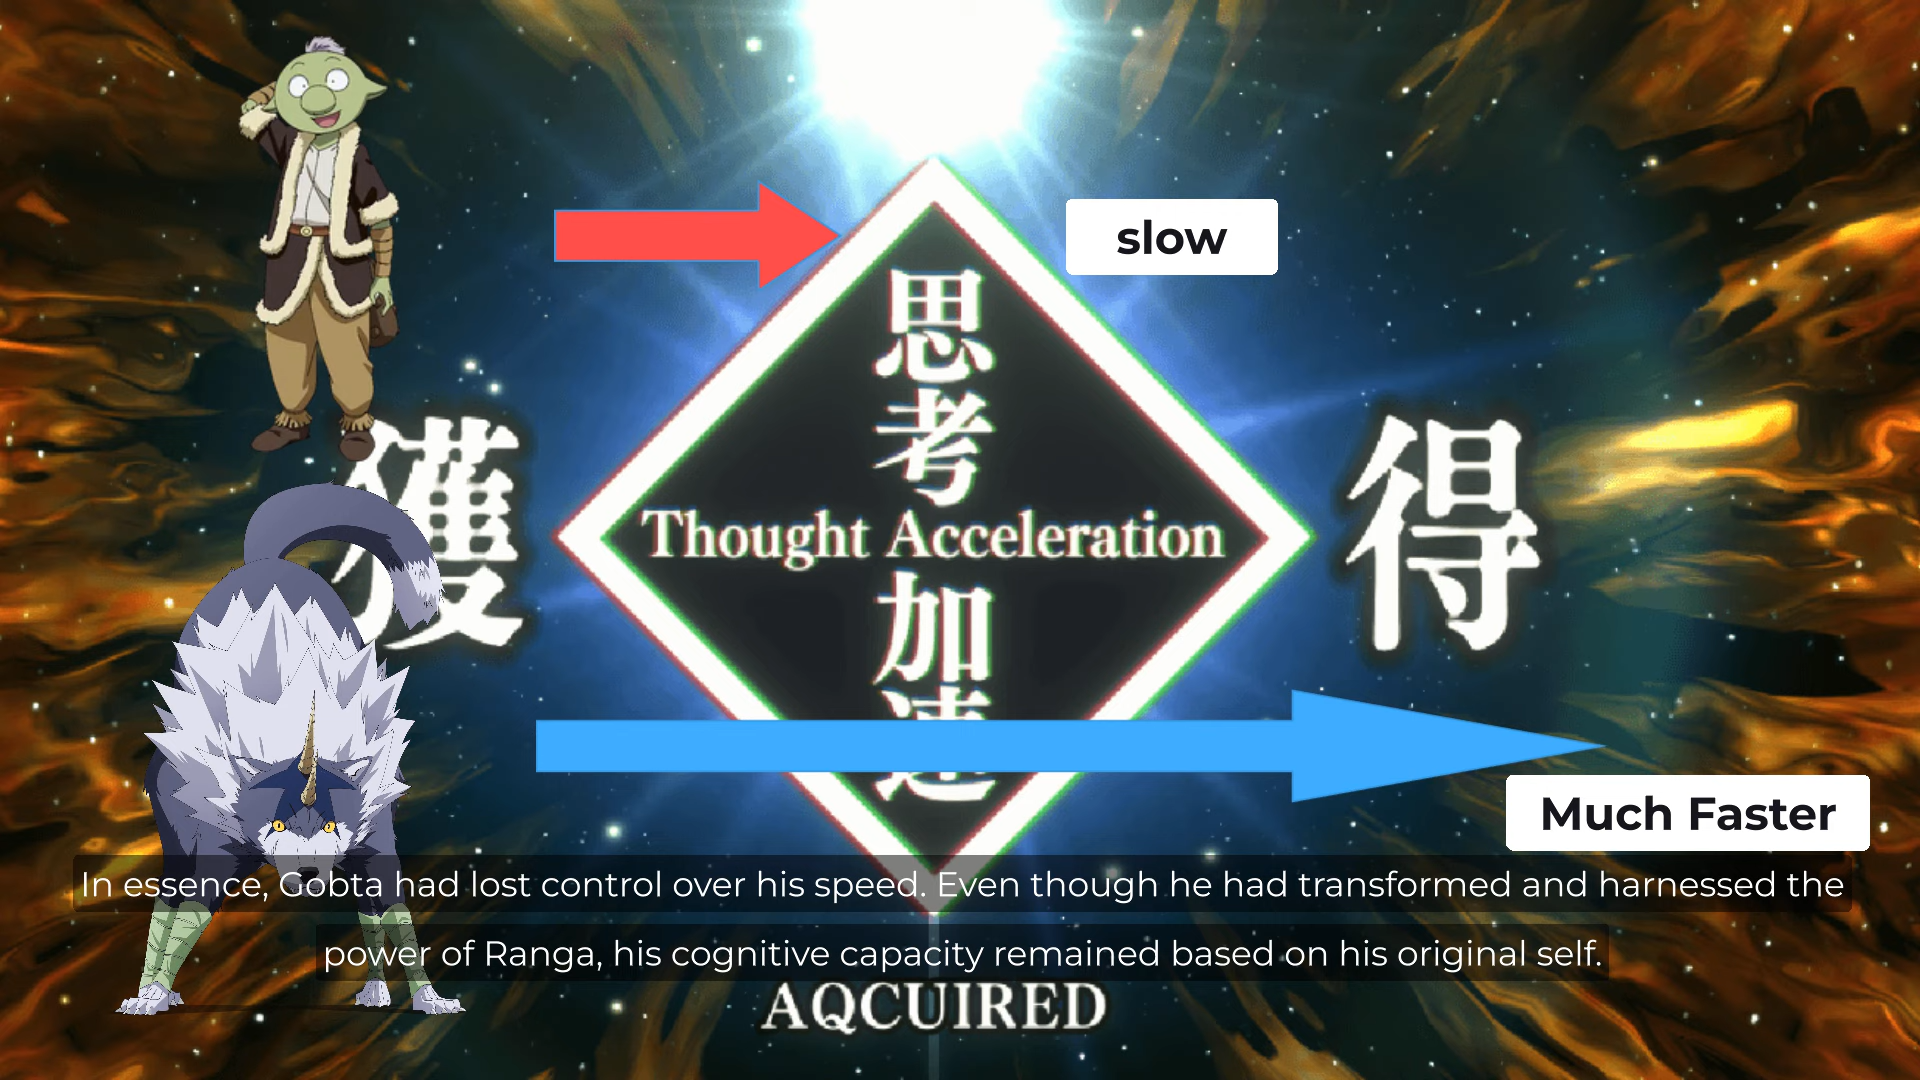 slow
思考
Thought Acceleration
加速
獲
得
Much Faster
In essence, Gobta had lost control over his speed. Even though he had transformed and harnessed the
power of Ranga, his cognitive capacity remained based on his original self.
AQCUIRED